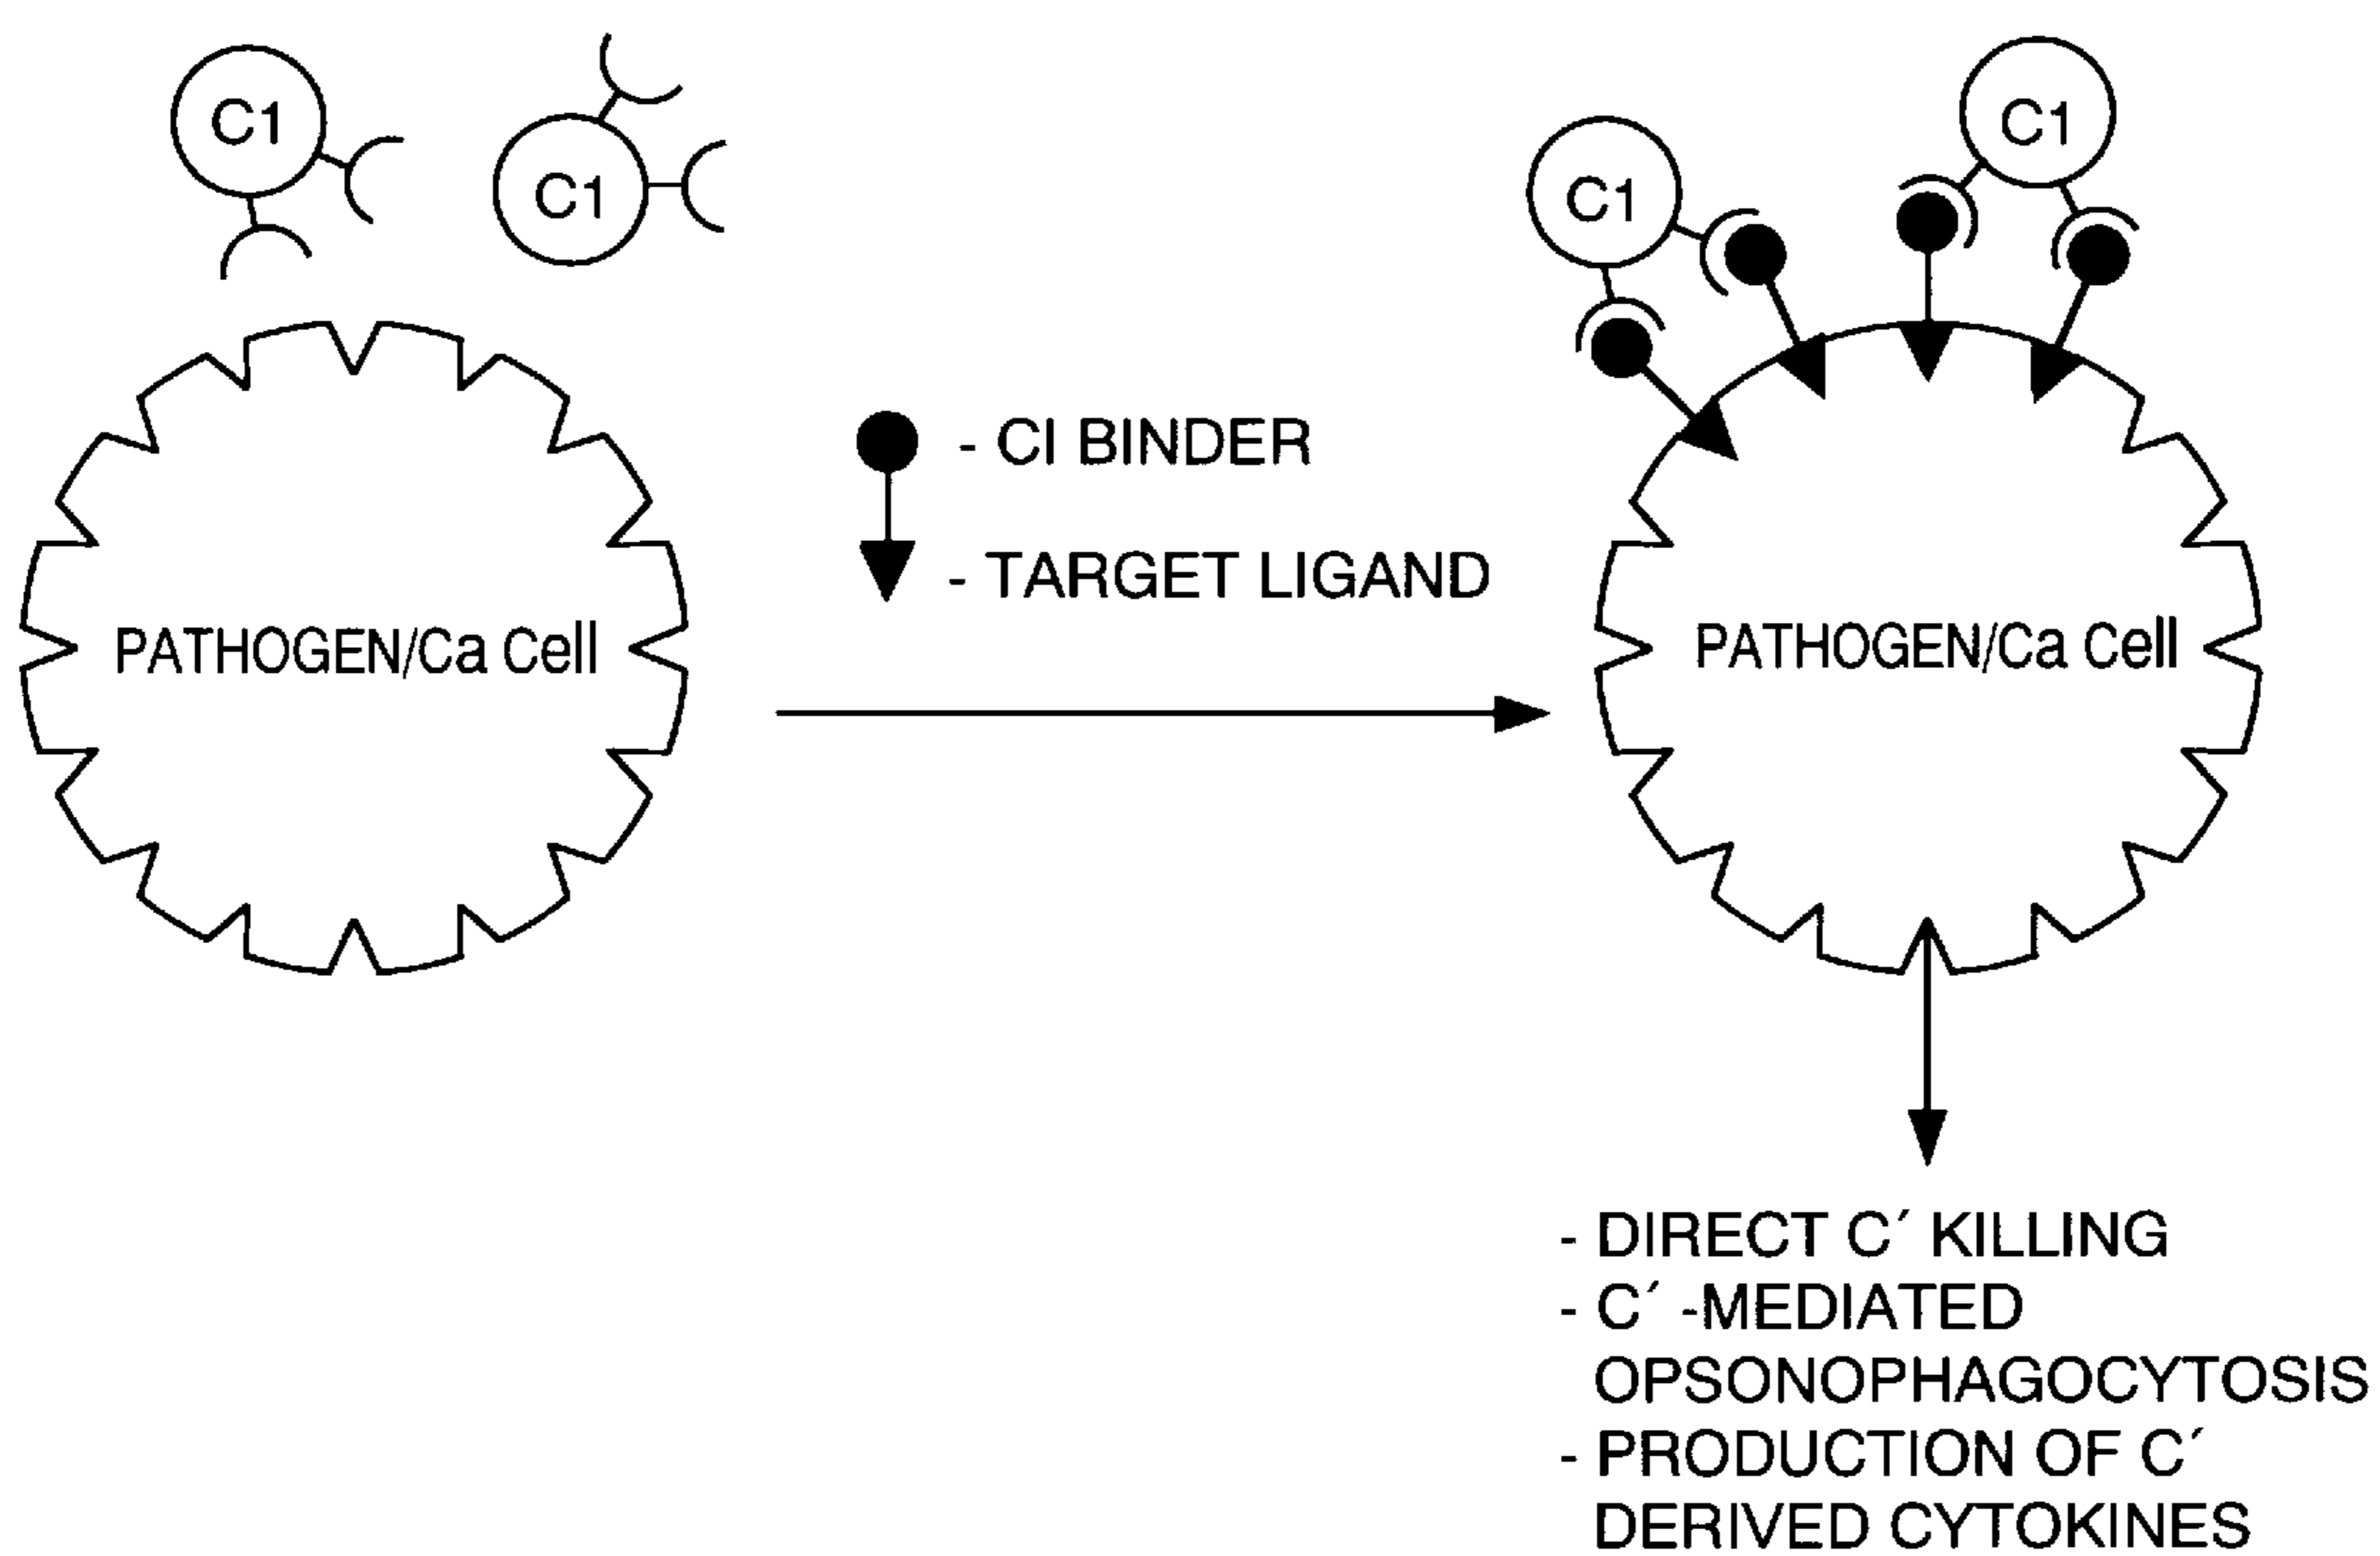 C1
C1
PATHOGEN/Ca Cell
- CI BINDER
- TARGET LIGAND
C1
C1
PATHOGEN/Ca Cell
- DIRECT C´ KILLING
- C´ -MEDIATED
OPSONOPHAGOCYTOSIS
- PRODUCTION OF C´
DERIVED CYTOKINES